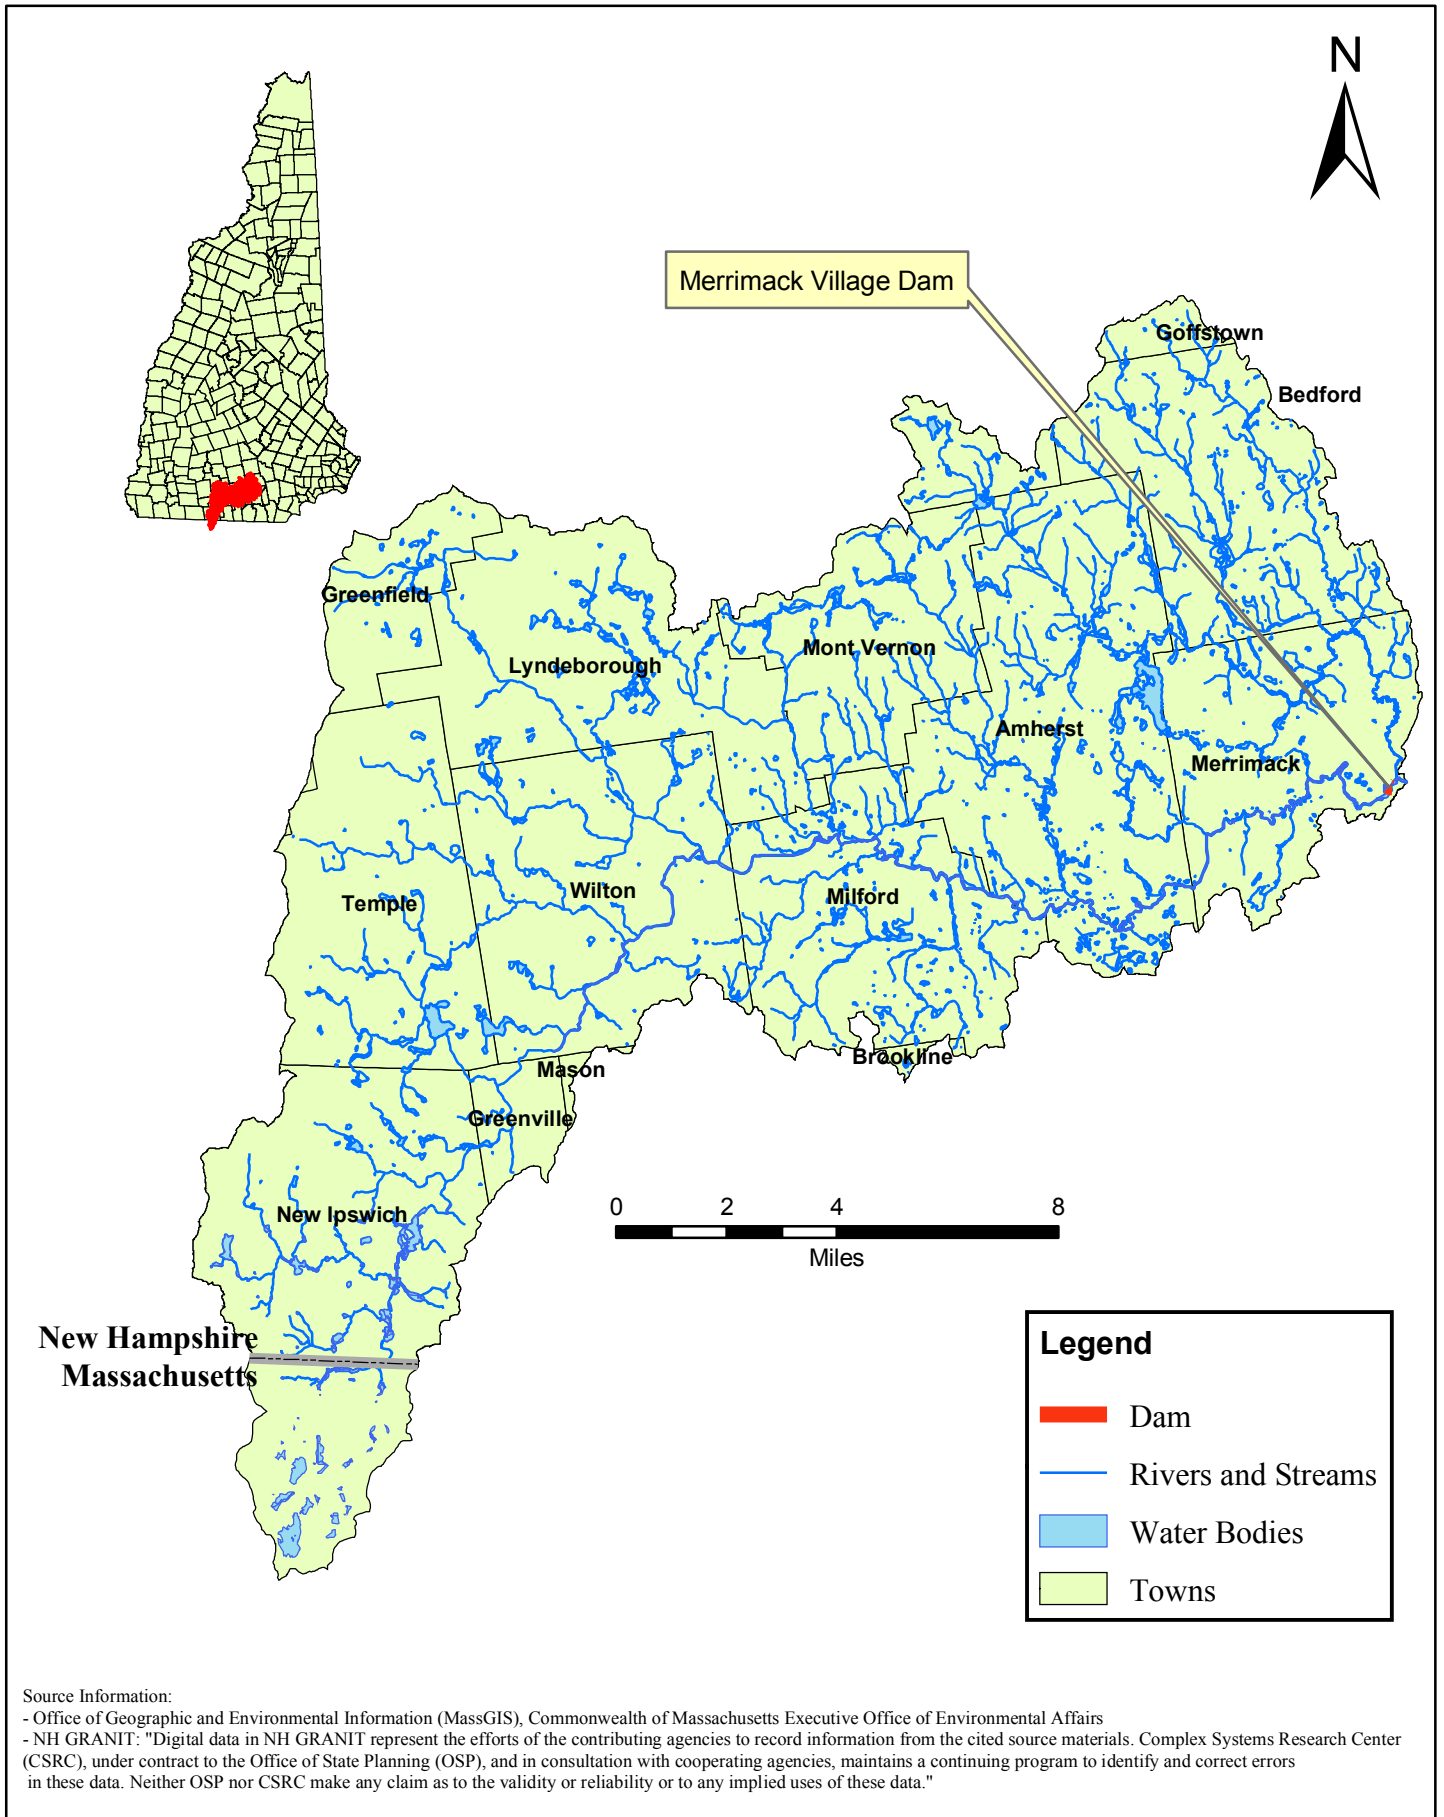 N
Merrimack Village Dam
Goffstown
Bedford
Greenfield
Mont Vernon
Lyndeborough
Amherst
Merrimack
Wilton
Milford
Temple
Brookline
Mason
Greenville
0 2 4 8
Miles
New Ipswich
New Hampshire
Massachusetts
Legend
Dam
Rivers and Streams
Water Bodies
Towns
Source Information:
- Office of Geographic and Environmental Information (MassGIS), Commonwealth of Massachusetts Executive Office of Environmental Affairs
- NH GRANIT: "Digital data in NH GRANIT represent the efforts of the contributing agencies to record information from the cited source materials. Complex Systems Research Center
(CSRC), under contract to the Office of State Planning (OSP), and in consultation with cooperating agencies, maintains a continuing program to identify and correct errors
in these data. Neither OSP nor CSRC make any claim as to the validity or reliability or to any implied uses of these data."